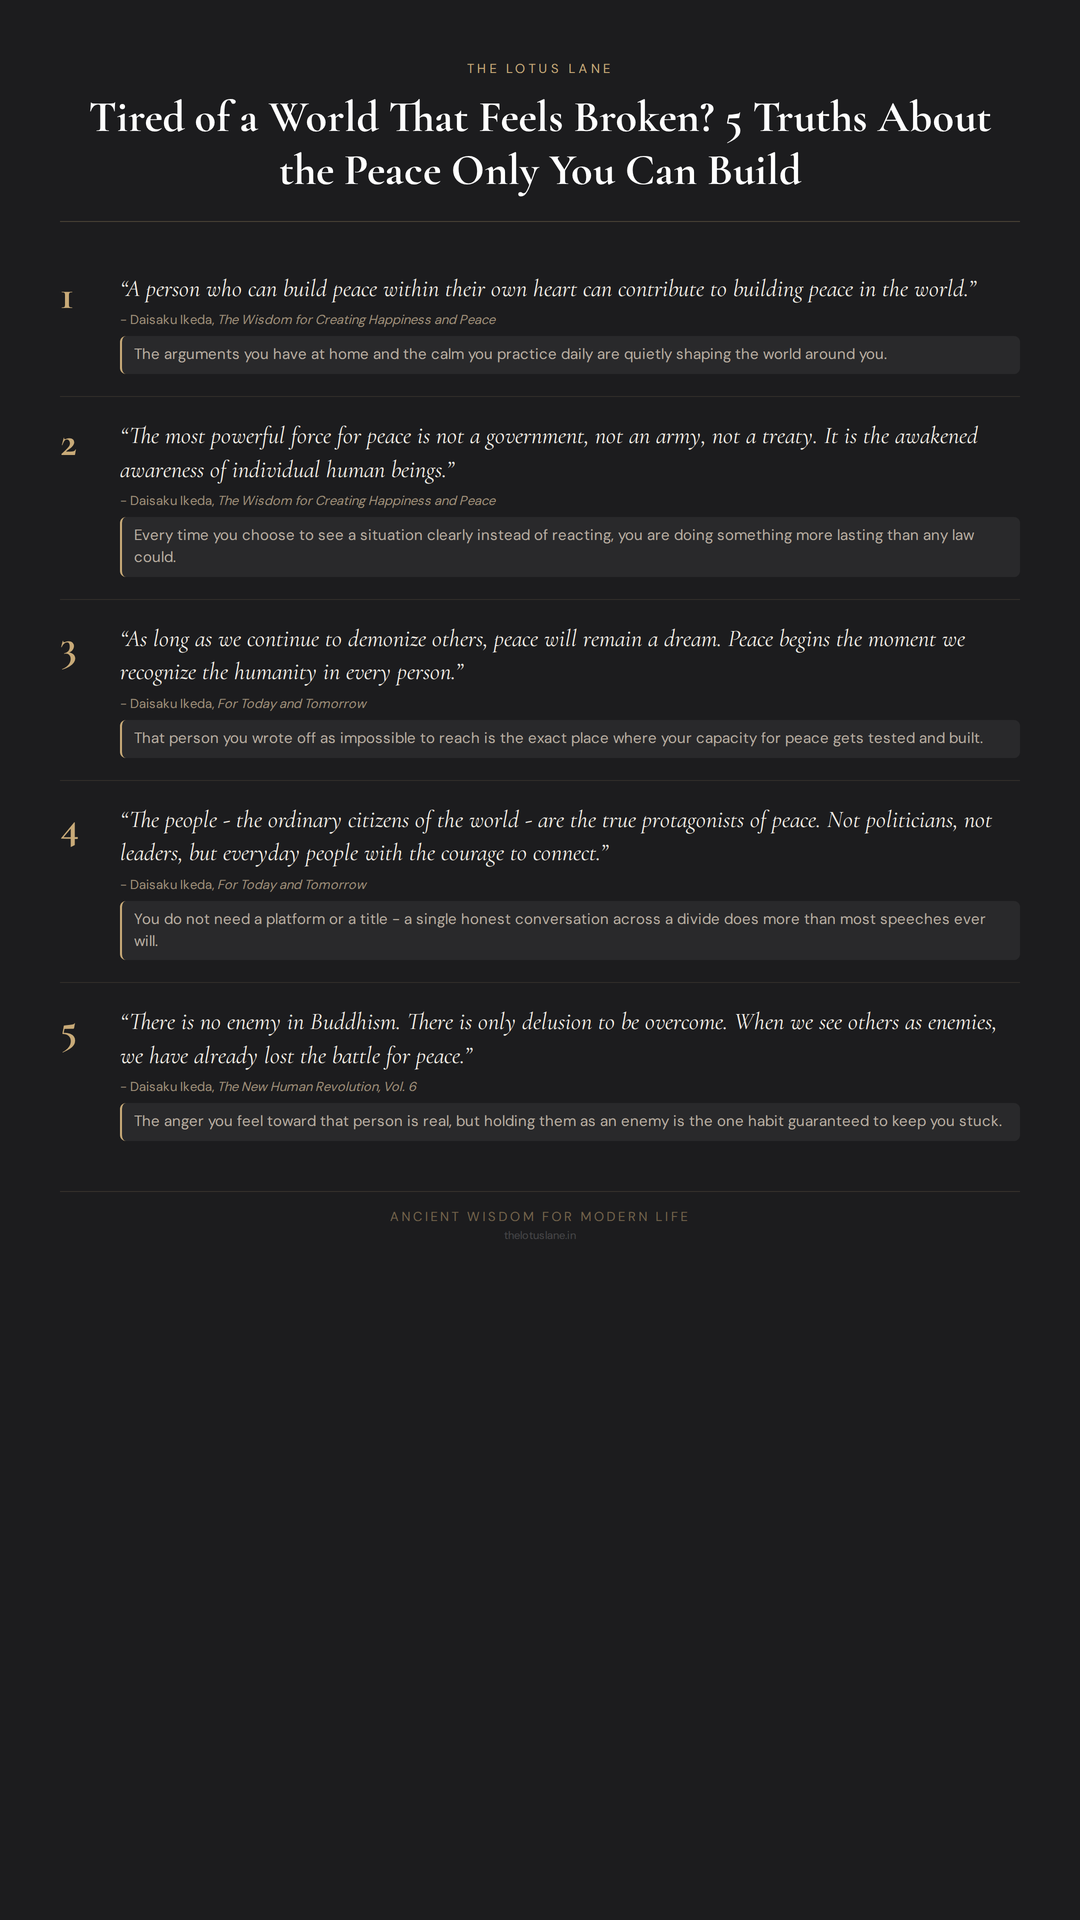 THE LOTUS LANE
Tired of a World That Feels Broken? 5 Truths About
the Peace Only You Can Build
1
“A person who can build peace within their own heart can contribute to building peace in the world.”
- Daisaku Ikeda, The Wisdom for Creating Happiness and Peace
The arguments you have at home and the calm you practice daily are quietly shaping the world around you.
2
“The most powerful force for peace is not a government, not an army, not a treaty. It is the awakened
awareness of individual human beings.”
- Daisaku Ikeda, The Wisdom for Creating Happiness and Peace
Every time you choose to see a situation clearly instead of reacting, you are doing something more lasting than any law
could.
3
“As long as we continue to demonize others, peace will remain a dream. Peace begins the moment we
recognize the humanity in every person.”
- Daisaku Ikeda, For Today and Tomorrow
That person you wrote off as impossible to reach is the exact place where your capacity for peace gets tested and built.
4
“The people - the ordinary citizens of the world - are the true protagonists of peace. Not politicians, not
leaders, but everyday people with the courage to connect.”
- Daisaku Ikeda, For Today and Tomorrow
You do not need a platform or a title - a single honest conversation across a divide does more than most speeches ever
will.
5
“There is no enemy in Buddhism. There is only delusion to be overcome. When we see others as enemies,
we have already lost the battle for peace.”
- Daisaku Ikeda, The New Human Revolution, Vol. 6
The anger you feel toward that person is real, but holding them as an enemy is the one habit guaranteed to keep you stuck.
ANCIENT WISDOM FOR MODERN LIFE
thelotuslane.in